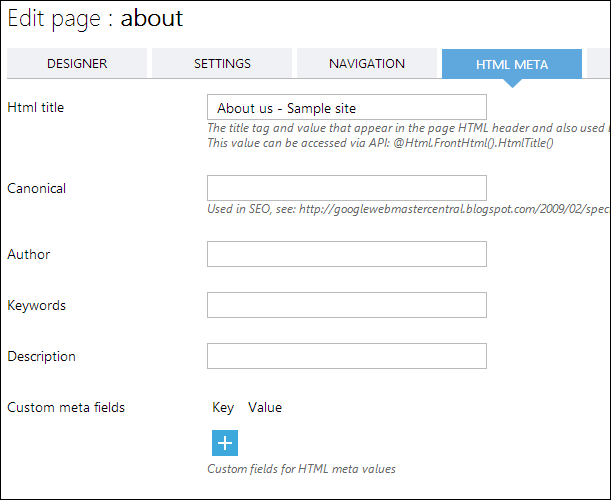 Edit page : about
DESIGNER SETTINGS NAVIGATION HTML META
Html title About us - Sample site
The title tag and value that appear in the page HTML header and also used
This value can be accessed via API: @Html.FrontHtml().HtmlTitle()
Canonical
Used in SEO, see: http://googlewebmastercentral.blogspot.com/2009/02/spec
Author
Keywords
Description
Custom meta fields Key Value
+
Custom fields for HTML meta values